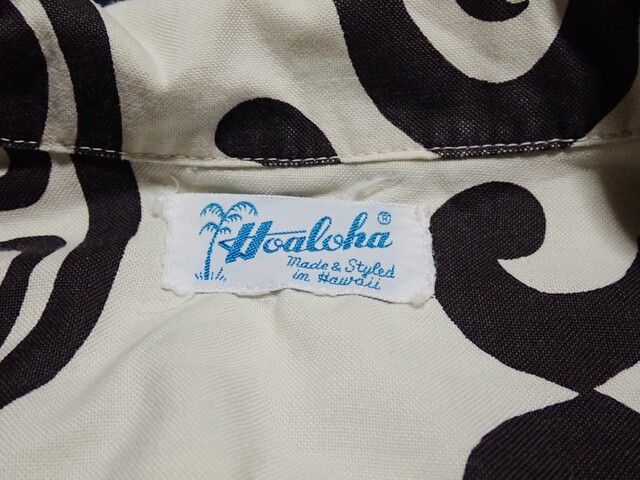 Hoaloha ®
Made & Styled
in Hawaii